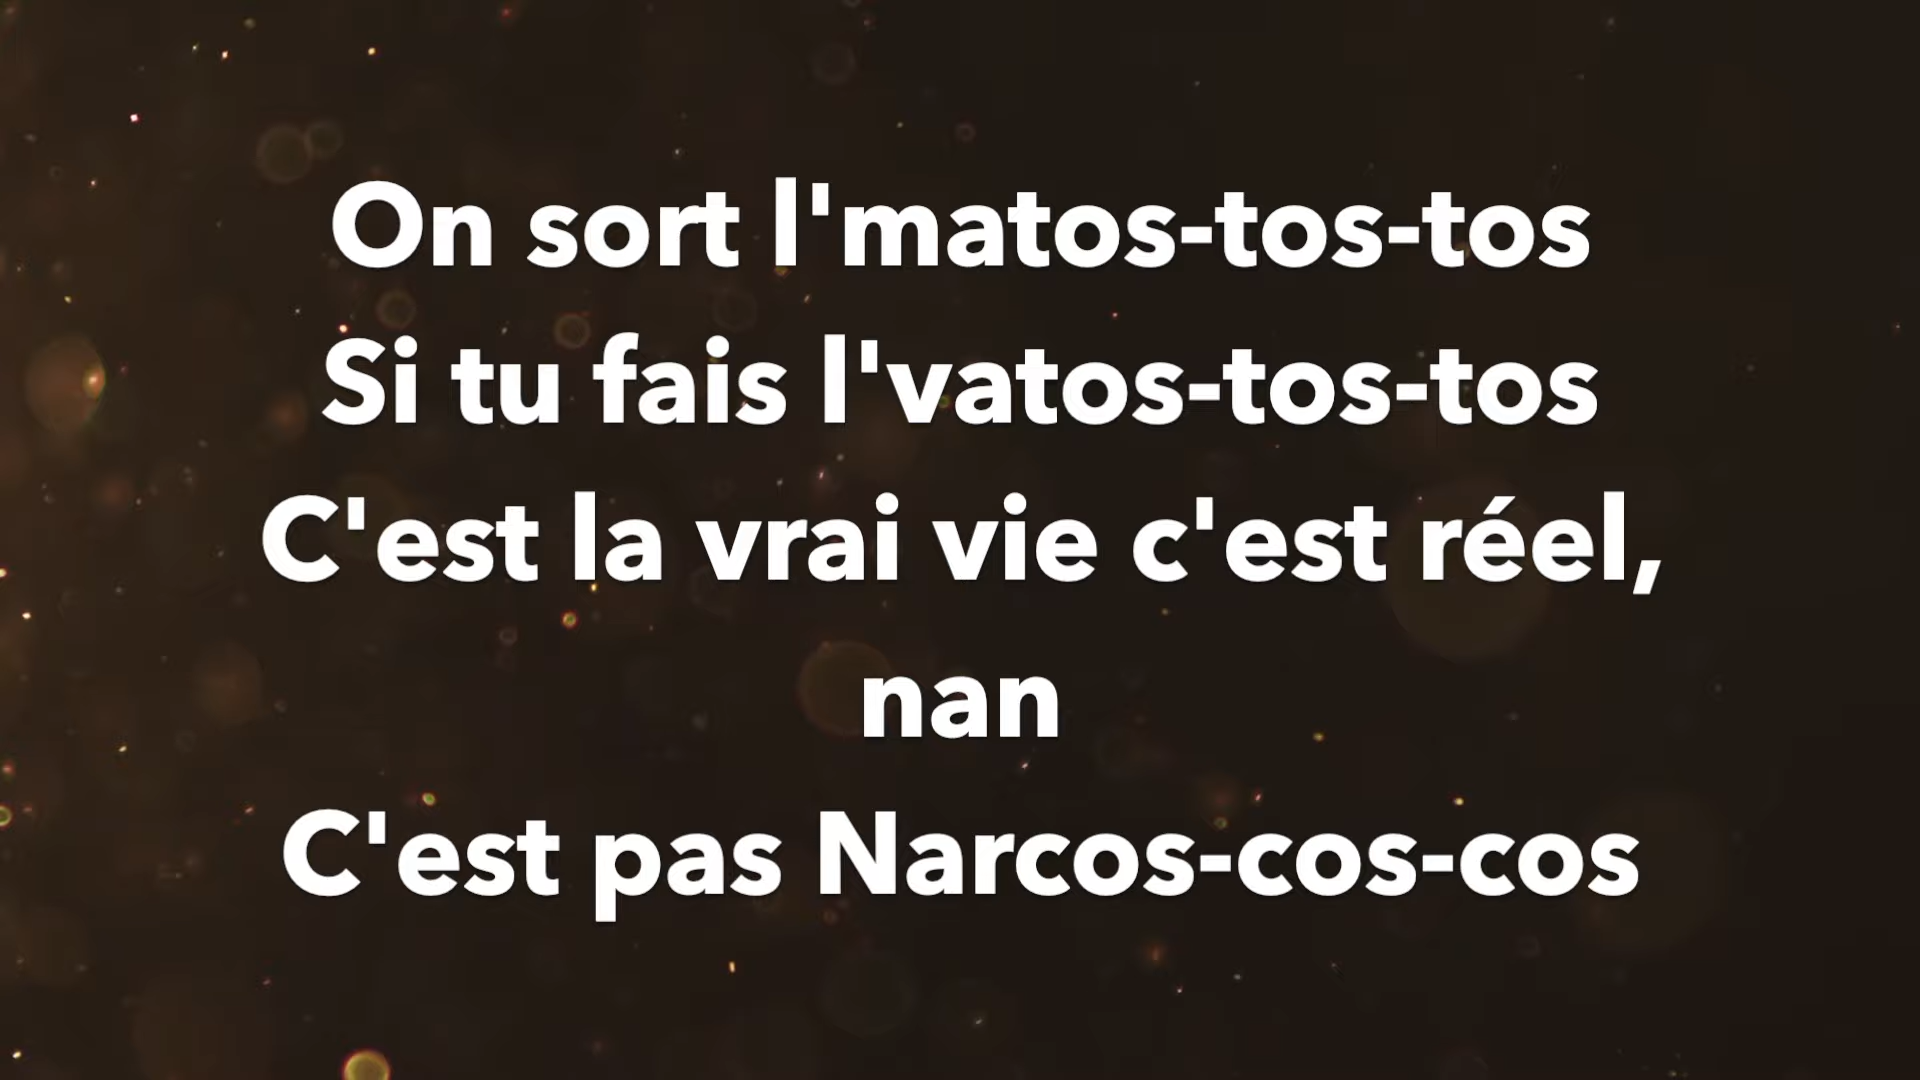 On sort l'matos-tos-tos
Si tu fais l'vatos-tos-tos
C'est la vrai vie c'est réel,
nan
C'est pas Narcos-cos-cos